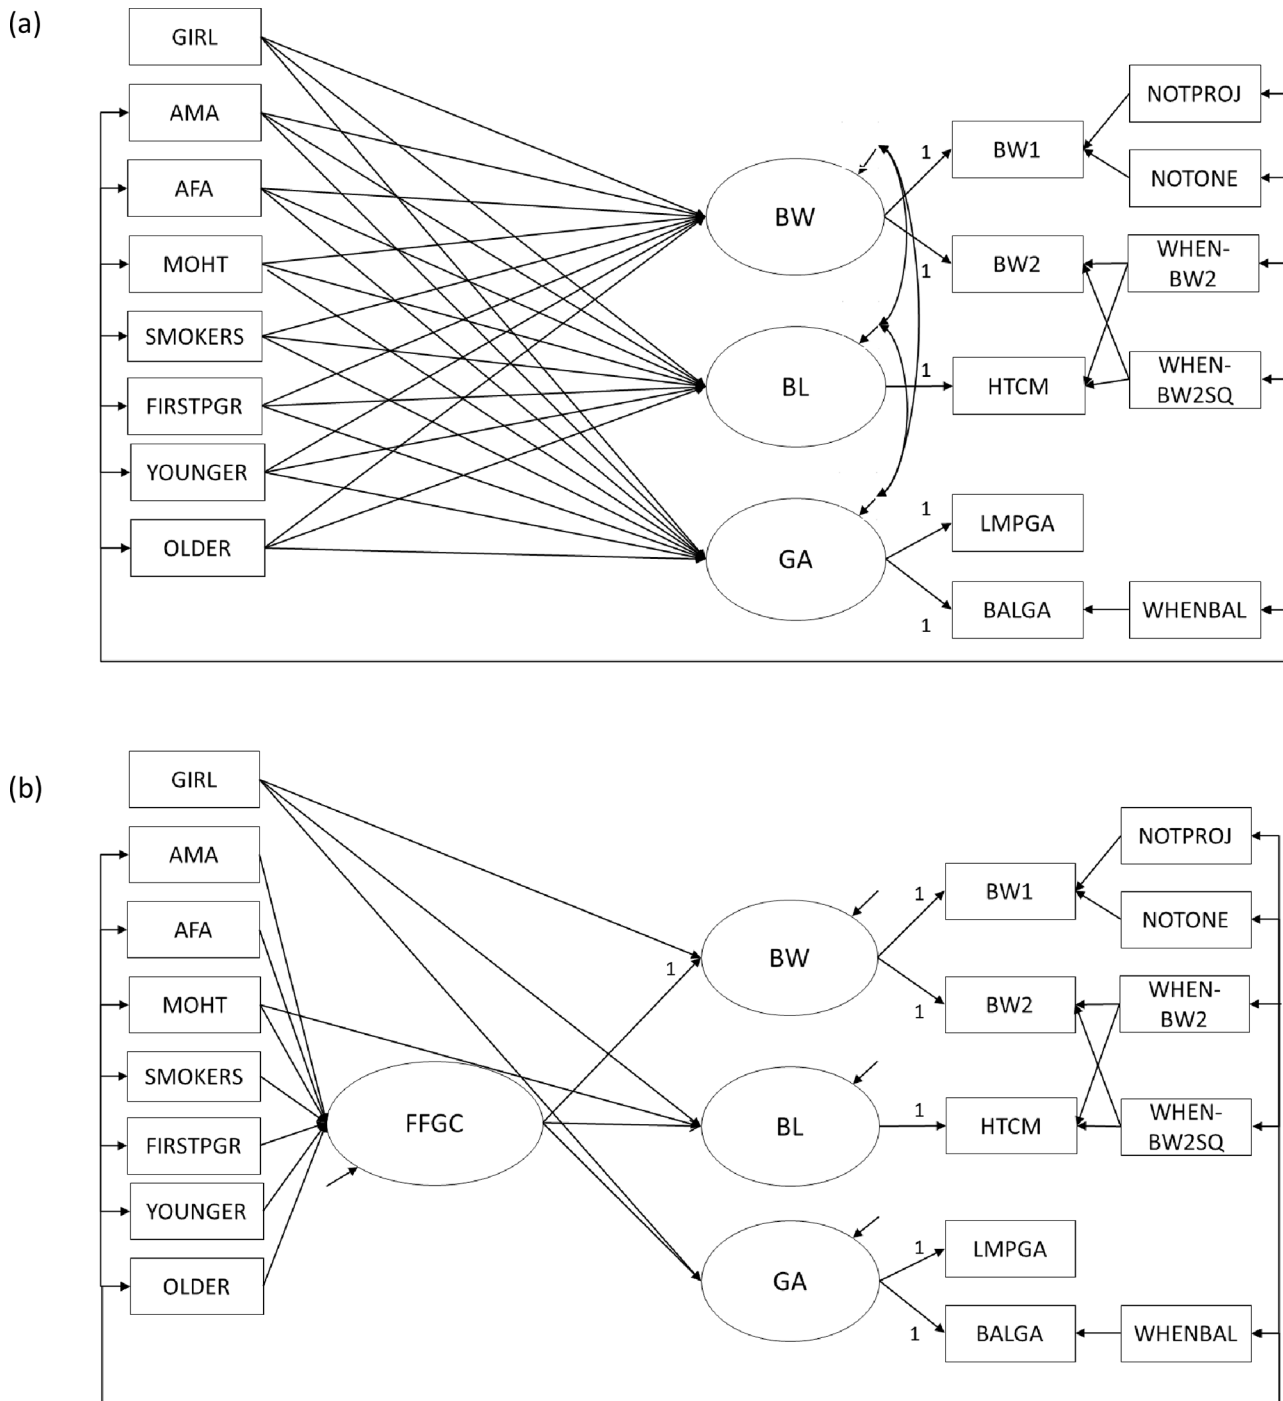 (a)
GIRL
AMA
AFA
MOHT
SMOKERS
FIRSTPGR
YOUNGER
OLDER
BW
BL
GA
1
BW1
1
BW2
1
HTCM
1
LMPGA
1
BALGA
NOTPROJ
NOTONE
WHEN-
BW2
WHEN-
BW2SQ
WHENBAL
(b)
GIRL
AMA
AFA
MOHT
SMOKERS
FIRSTPGR
YOUNGER
OLDER
FFGC
1
BW
BL
GA
1
BW1
1
BW2
1
HTCM
1
LMPGA
1
BALGA
NOTPROJ
NOTONE
WHEN-
BW2
WHEN-
BW2SQ
WHENBAL